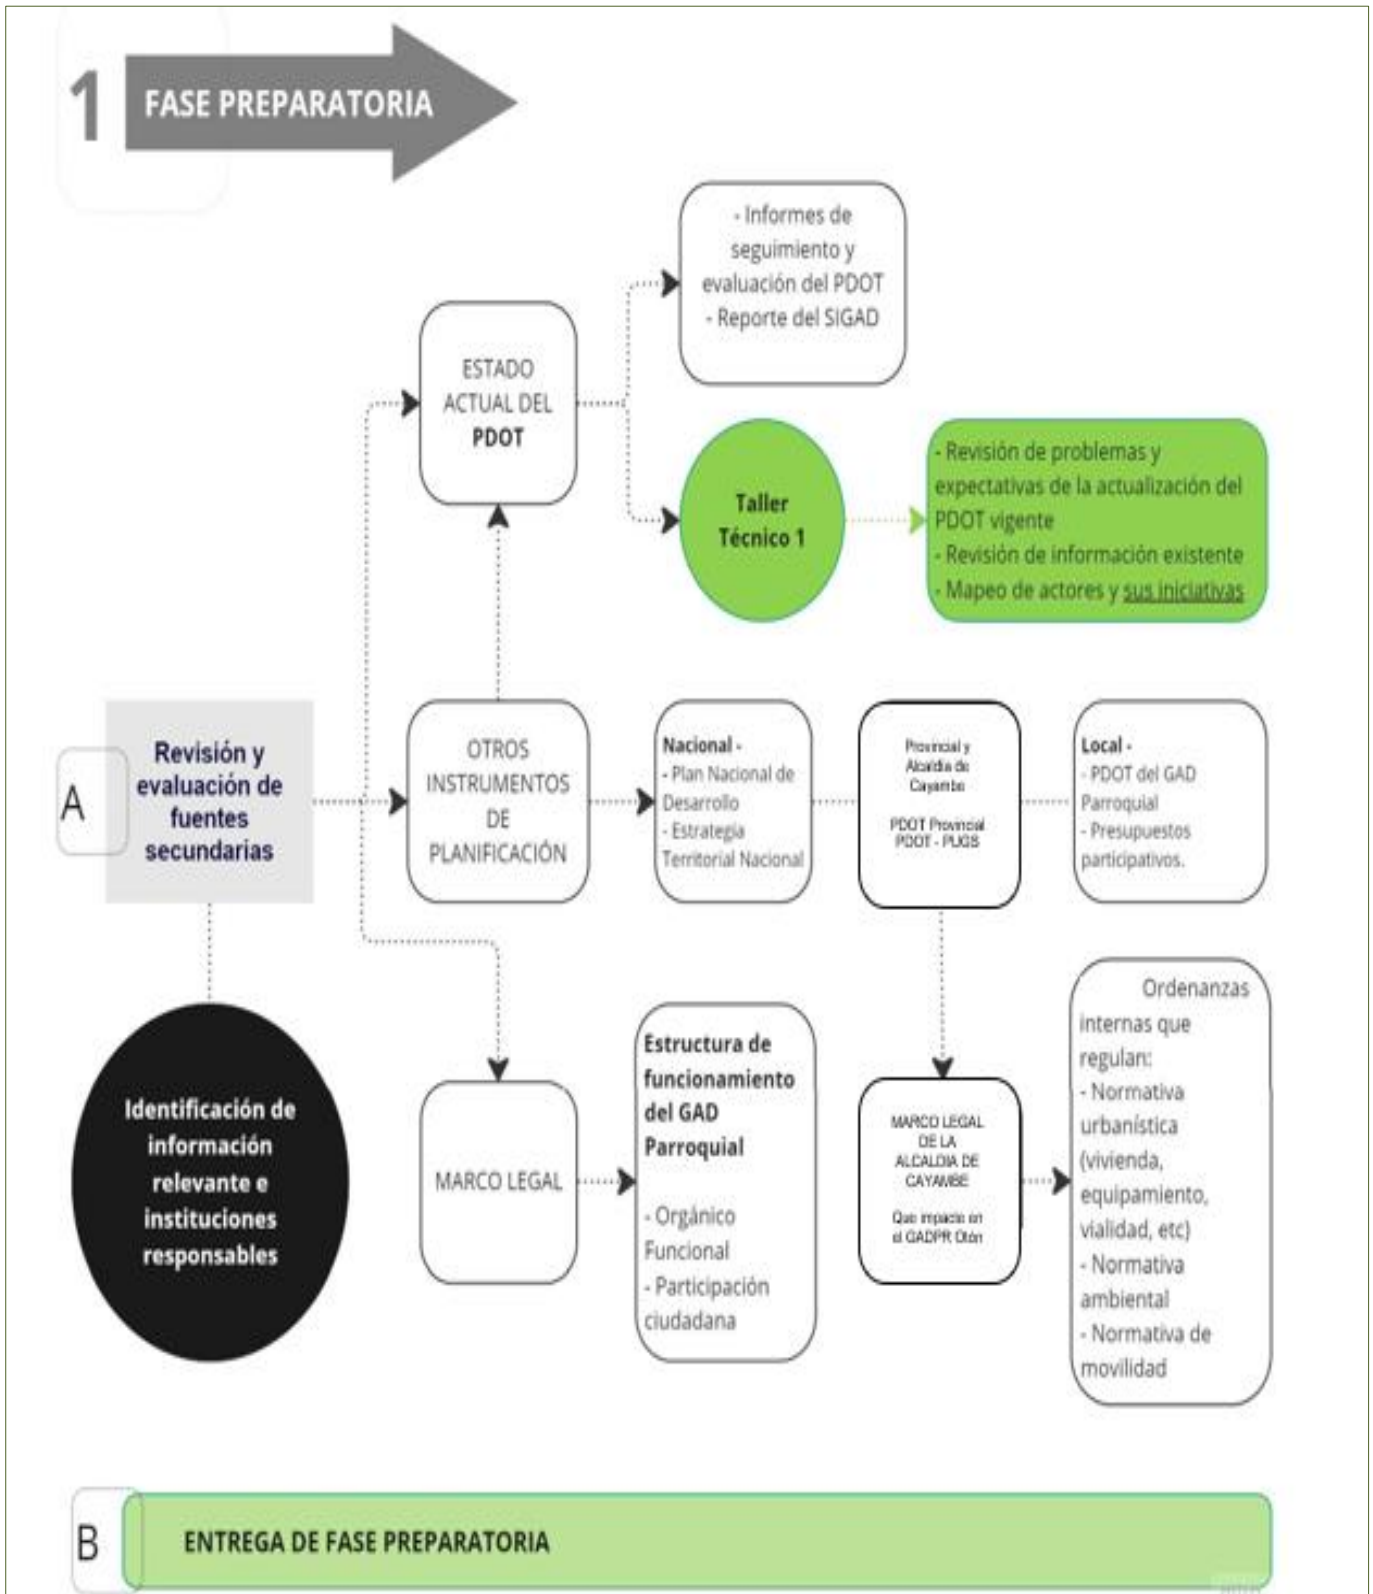 1
FASE PREPARATORIA
- Informes de
seguimiento y
evaluación del PDOT
- Reporte del SIGAD
ESTADO
ACTUAL DEL
PDOT
Taller
Técnico 1
- Revisión de problemas y
expectativas de la actualización del
PDOT vigente
- Revisión de información existente
- Mapeo de actores y sus iniciativas
A
Revisión y
evaluación de
fuentes
secundarias
OTROS
INSTRUMENTOS
DE
PLANIFICACIÓN
Nacional -
- Plan Nacional de
Desarrollo
- Estrategia
Territorial Nacional
Provincial y
Alcaldia de
Cayambe
PDOT Provincial
PDOT - PUGS
Local -
- PDOT del GAD
Parroquial
- Presupuestos
participativos.
Identificación de
información
relevante e
instituciones
responsables
MARCO LEGAL
Estructura de
funcionamiento
del GAD
Parroquial
- Orgánico
Funcional
- Participación
ciudadana
MARCO LEGAL
DE LA
ALCALDIA DE
CAYAMBE
Que impacte en
el GADPR Otón
Ordenanzas
internas que
regulan:
- Normativa
urbanística
(vivienda,
equipamiento,
vialidad, etc)
- Normativa
ambiental
- Normativa de
movilidad
B
ENTREGA DE FASE PREPARATORIA